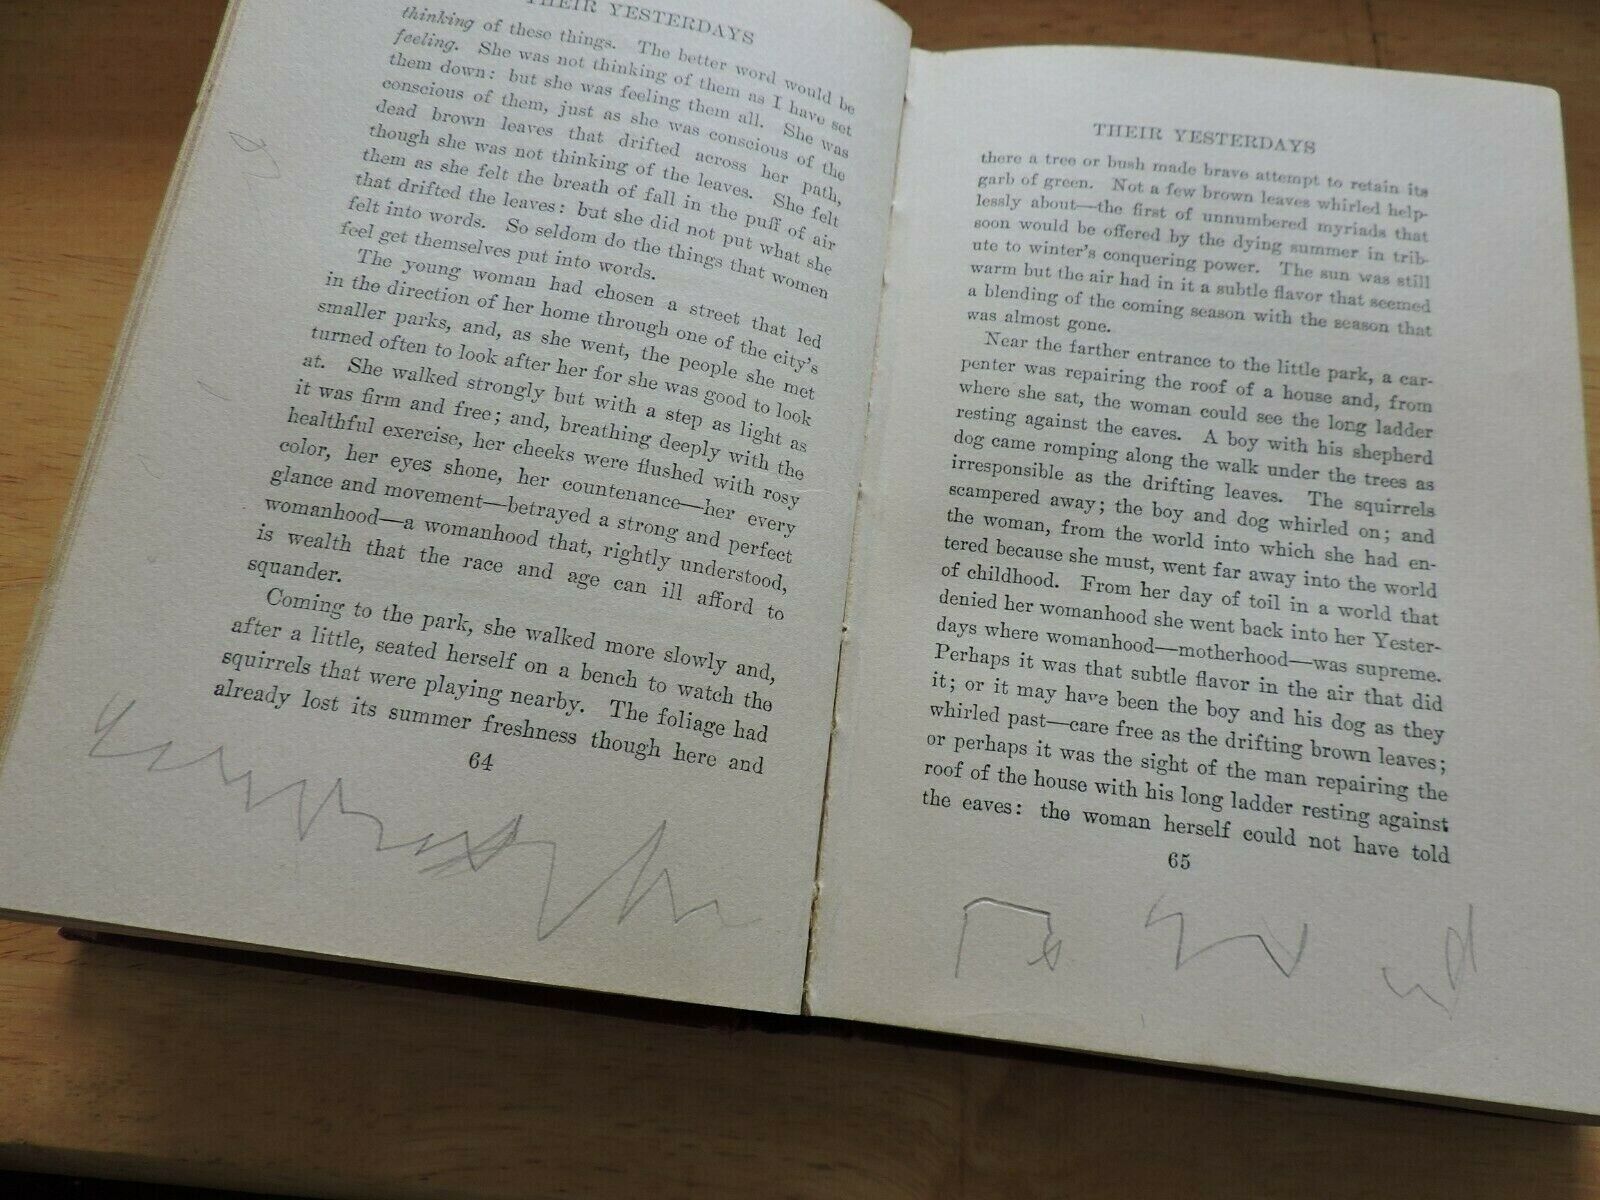 THEIR YESTERDAYS
thinking of these things. The better word would be
feeling. She was not thinking of them as I have set
them down: but she was feeling them all. She was
conscious of them, just as she was conscious of the
dead brown leaves that drifted across her path,
though she was not thinking of the leaves. She felt
them as she felt the breath of fall in the puff of air
that drifted the leaves: but she did not put what she
felt into words. So seldom do the things that women
feel get themselves put into words.
The young woman had chosen a street that led
in the direction of her home through one of the city's
smaller parks, and, as she went, the people she met
turned often to look after her for she was good to look
at. She walked strongly but with a step as light as
it was firm and free; and, breathing deeply with the
healthful exercise, her cheeks were flushed with rosy
color, her eyes shone, her countenance—her every
glance and movement—betrayed a strong and perfect
womanhood—a womanhood that, rightly understood,
is wealth that the race and age can ill afford to
squander.
Coming to the park, she walked more slowly and,
after a little, seated herself on a bench to watch the
squirrels that were playing nearby. The foliage had
already lost its summer freshness though here and
64
THEIR YESTERDAYS
there a tree or bush made brave attempt to retain its
garb of green. Not a few brown leaves whirled help-
lessly about—the first of unnumbered myriads that
soon would be offered by the dying summer in trib-
ute to winter's conquering power. The sun was still
warm but the air had in it a subtle flavor that seemed
a blending of the coming season with the season that
was almost gone.
Near the farther entrance to the little park, a car-
penter was repairing the roof of a house and, from
where she sat, the woman could see the long ladder
resting against the eaves. A boy with his shepherd
dog came romping along the walk under the trees as
irresponsible as the drifting leaves. The squirrels
scampered away; the boy and dog whirled on; and
the woman, from the world into which she had en-
tered because she must, went far away into the world
of childhood. From her day of toil in a world that
denied her womanhood she went back into her Yester-
days where womanhood—motherhood—was supreme.
Perhaps it was that subtle flavor in the air that did
it; or it may have been the boy and his dog as they
whirled past—care free as the drifting brown leaves;
or perhaps it was the sight of the man repairing the
roof of the house with his long ladder resting against
the eaves: the woman herself could not have told
65